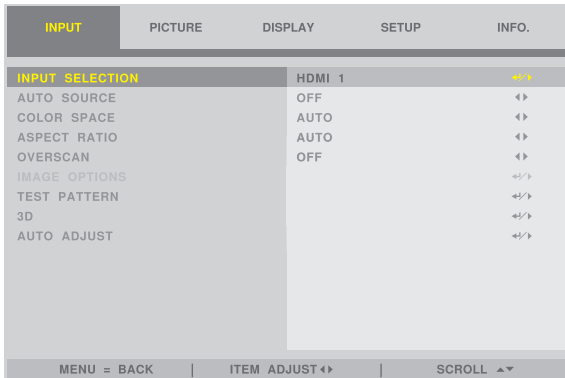 INPUT PICTURE DISPLAY SETUP INFO.
INPUT SELECTION HDMI 1
AUTO SOURCE OFF
COLOR SPACE AUTO
ASPECT RATIO AUTO
OVERSCAN OFF
IMAGE OPTIONS
TEST PATTERN
3D
AUTO ADJUST
MENU = BACK | ITEM ADJUST | SCROLL